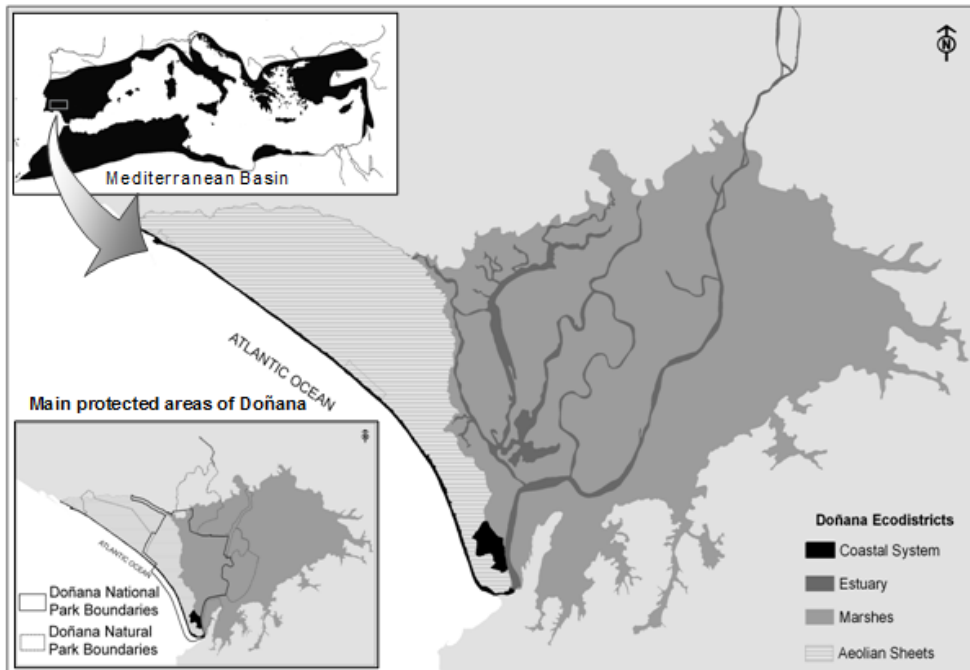 N
Mediterranean Basin
ATLANTIC OCEAN
Main protected areas of Doñana
ATLANTIC OCEAN
Doñana National
Park Boundaries
Doñana Natural
Park Boundaries
Doñana Ecodistricts
Coastal System
Estuary
Marshes
Aeolian Sheets